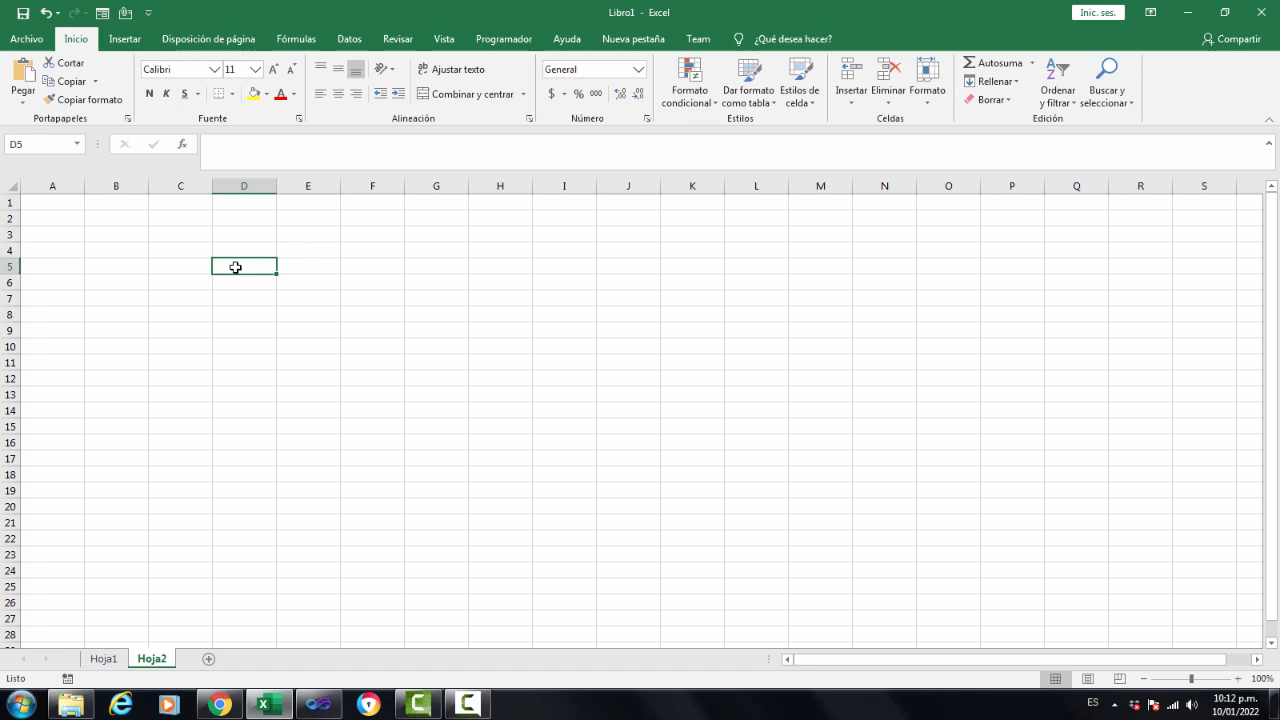 Libro1 - Excel
Inic. ses.
Archivo Inicio Insertar Disposición de página Fórmulas Datos Revisar Vista Programador Ayuda Nueva pestaña Team ¿Qué desea hacer? Compartir
Pegar
Cortar
Copiar
Copiar formato
Portapapeles
Calibri 11
N K S
Fuente
Ajustar texto
Combinar y centrar
Alineación
General
$ % 000
Número
Formato condicional
Dar formato como tabla
Estilos de celda
Estilos
Insertar Eliminar Formato
Celdas
Autosuma
Rellenar
Borrar
Ordenar y filtrar
Buscar y seleccionar
Edición
D5 fx
A B C D E F G H I J K L M N O P Q R S
1
2
3
4
5
6
7
8
9
10
11
12
13
14
15
16
17
18
19
20
21
22
23
24
25
26
27
28
Hoja1 Hoja2
Listo 100%
ES 10:12 p.m.
10/01/2022